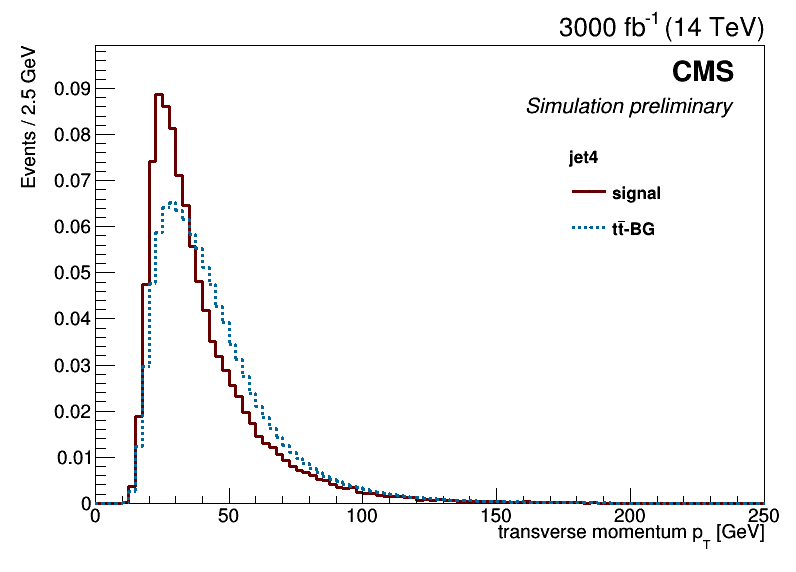 3000 fb⁻¹ (14 TeV)
CMS
Simulation preliminary
jet4
signal
tt̄-BG
Events / 2.5 GeV
0.09
0.08
0.07
0.06
0.05
0.04
0.03
0.02
0.01
0
0 50 100 150 200 250
transverse momentum p_T [GeV]